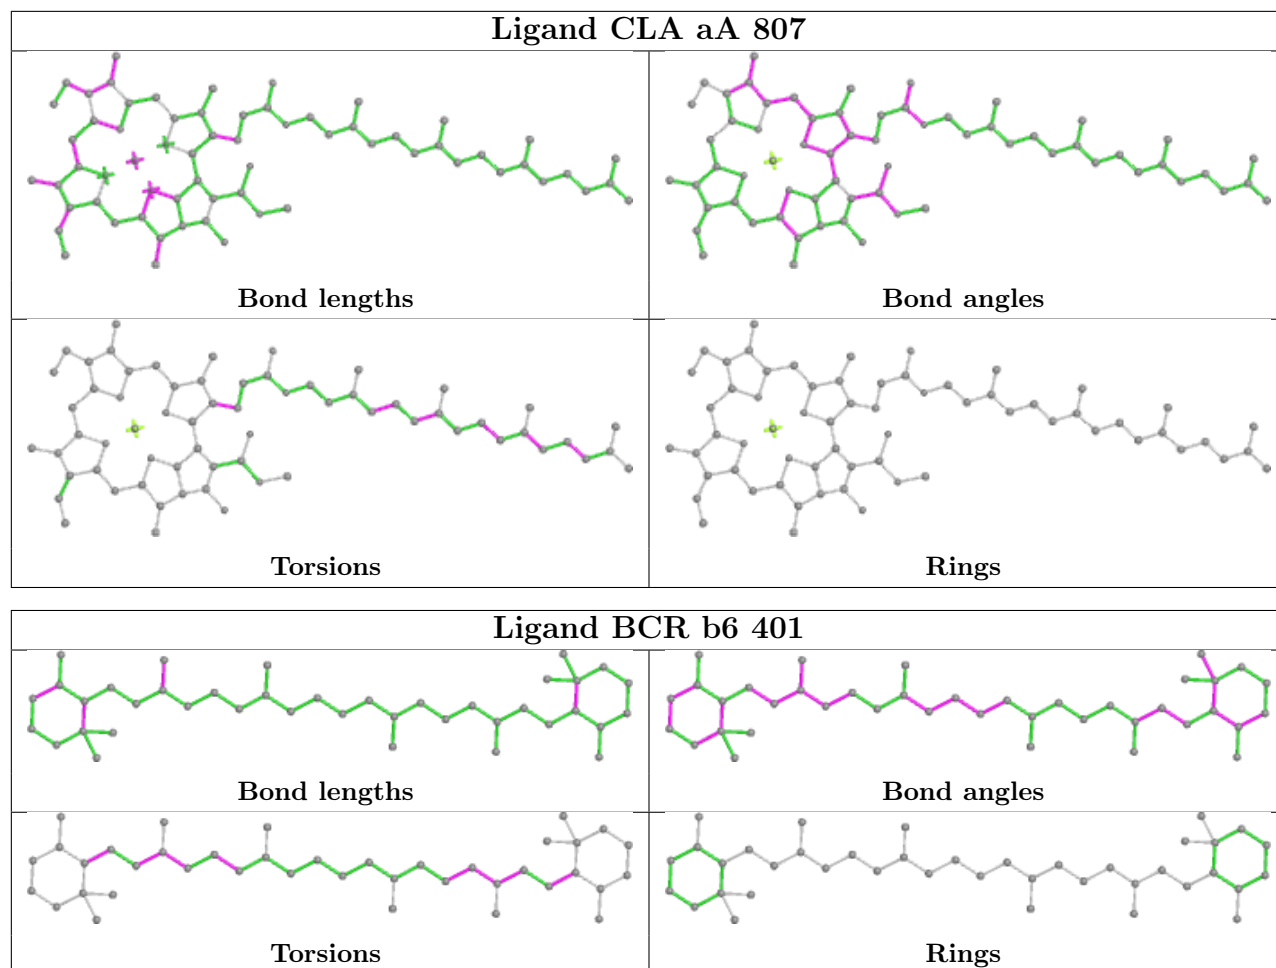 Ligand CLA aA 807
Bond lengths
Bond angles
Torsions
Rings
Ligand BCR b6 401
Bond lengths
Bond angles
Torsions
Rings